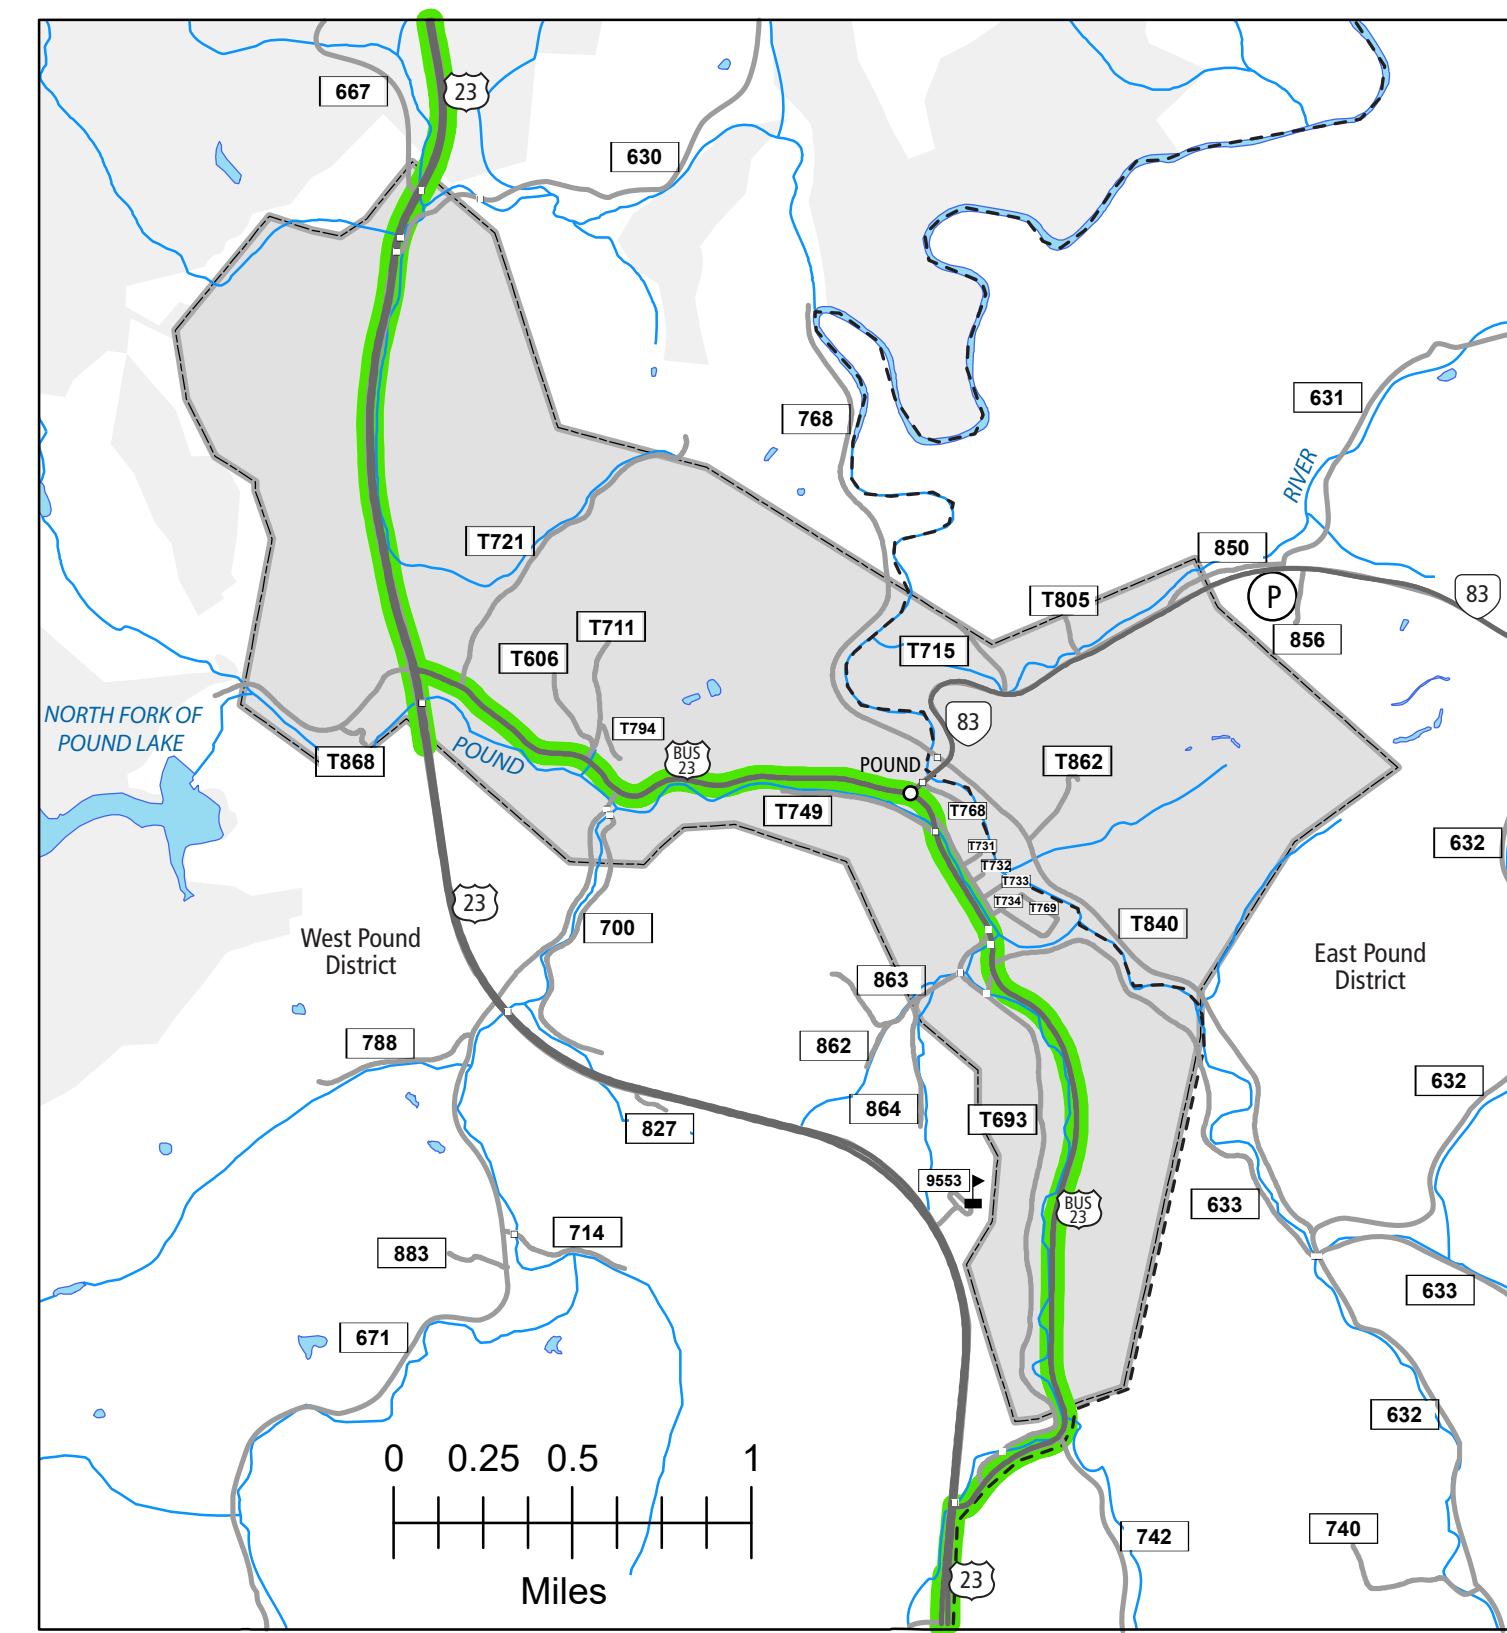 667
23
630
768
631
RIVER
850
T721
T805
83
P
T711
T606
T715
856
NORTH FORK OF
POUND LAKE
T794
83
POUND
BUS
23
POUND
T868
T862
T749
T768
T731
T732
632
T733
T734
T769
23
700
T840
West Pound
District
East Pound
District
863
788
862
632
864
T693
827
9553
BUS
23
633
714
883
633
671
632
0 0.25 0.5 1
740
742
23
Miles